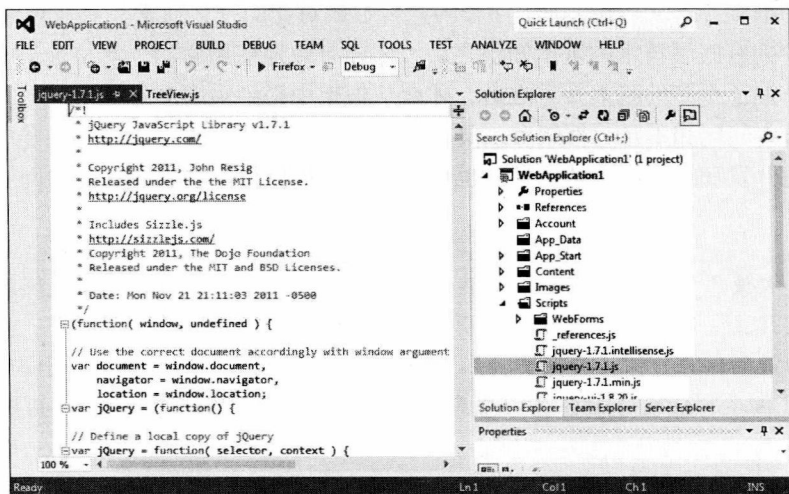 WebApplication1 - Microsoft Visual Studio
Quick Launch (Ctrl+Q)
FILE EDIT VIEW PROJECT BUILD DEBUG TEAM SQL TOOLS TEST ANALYZE WINDOW HELP
Firefox Debug
Toolbox
jquery-1.7.1.js TreeView.js
/*!
* jQuery JavaScript Library v1.7.1
* http://jquery.com/
*
* Copyright 2011, John Resig
* Released under the the MIT License.
* http://jquery.org/license
*
* Includes Sizzle.js
* http://sizzlejs.com/
* Copyright 2011, The Dojo Foundation
* Released under the MIT and BSD Licenses.
*
* Date: Mon Nov 21 21:11:03 2011 -0500
*/
(function( window, undefined ) {
// Use the correct document accordingly with window argument
var document = window.document,
navigator = window.navigator,
location = window.location;
var jQuery = (function() {
// Define a local copy of jQuery
var jQuery = function( selector, context ) {
100 %
Solution Explorer
Search Solution Explorer (Ctrl+;)
Solution 'WebApplication1' (1 project)
WebApplication1
Properties
References
Account
App_Data
App_Start
Content
Images
Scripts
WebForms
_references.js
jquery-1.7.1.intellisense.js
jquery-1.7.1.js
jquery-1.7.1.min.js
Solution Explorer Team Explorer Server Explorer
Properties
Ready Ln 1 Col 1 Ch 1 INS